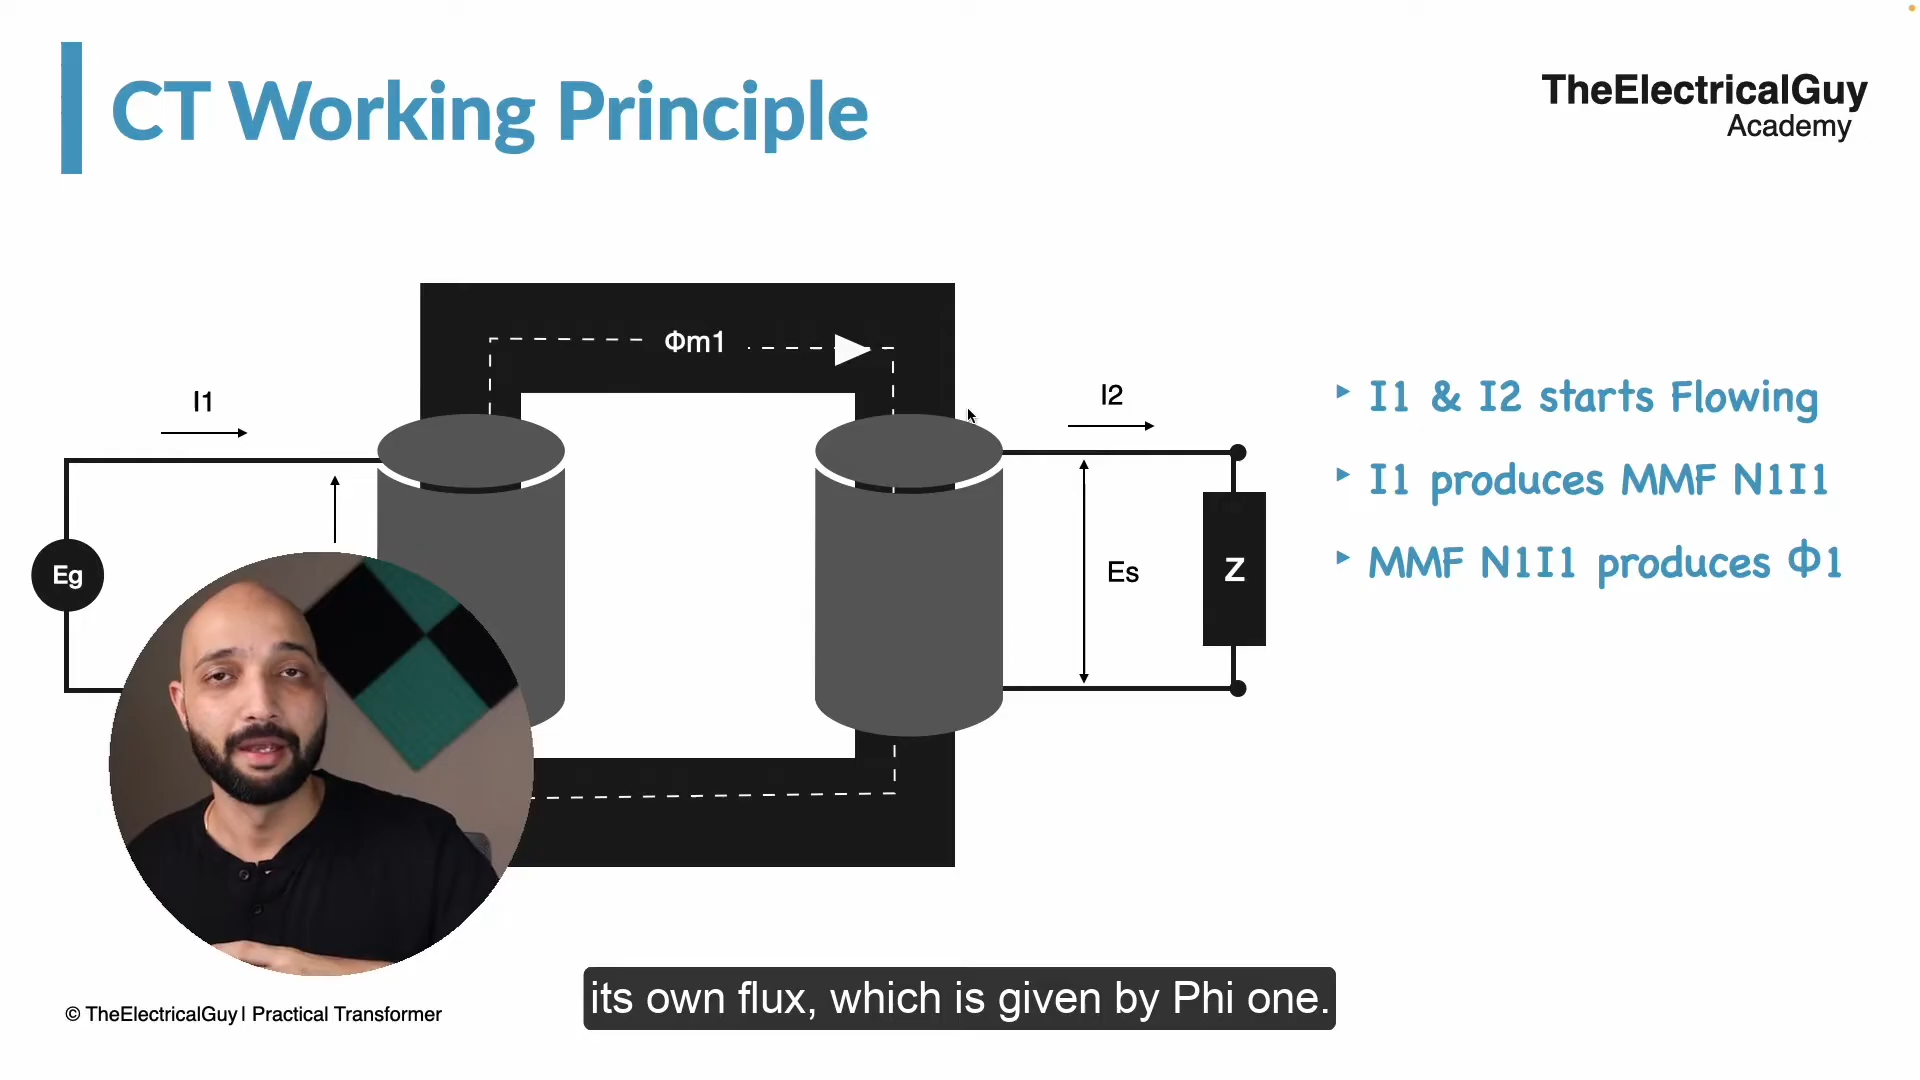 CT Working Principle
TheElectricalGuy
Academy
Φm1
I1
I2
Eg
Es
Z
‣ I1 & I2 starts Flowing
‣ I1 produces MMF N1I1
‣ MMF N1I1 produces Φ1
its own flux, which is given by Phi one.
© TheElectricalGuy| Practical Transformer